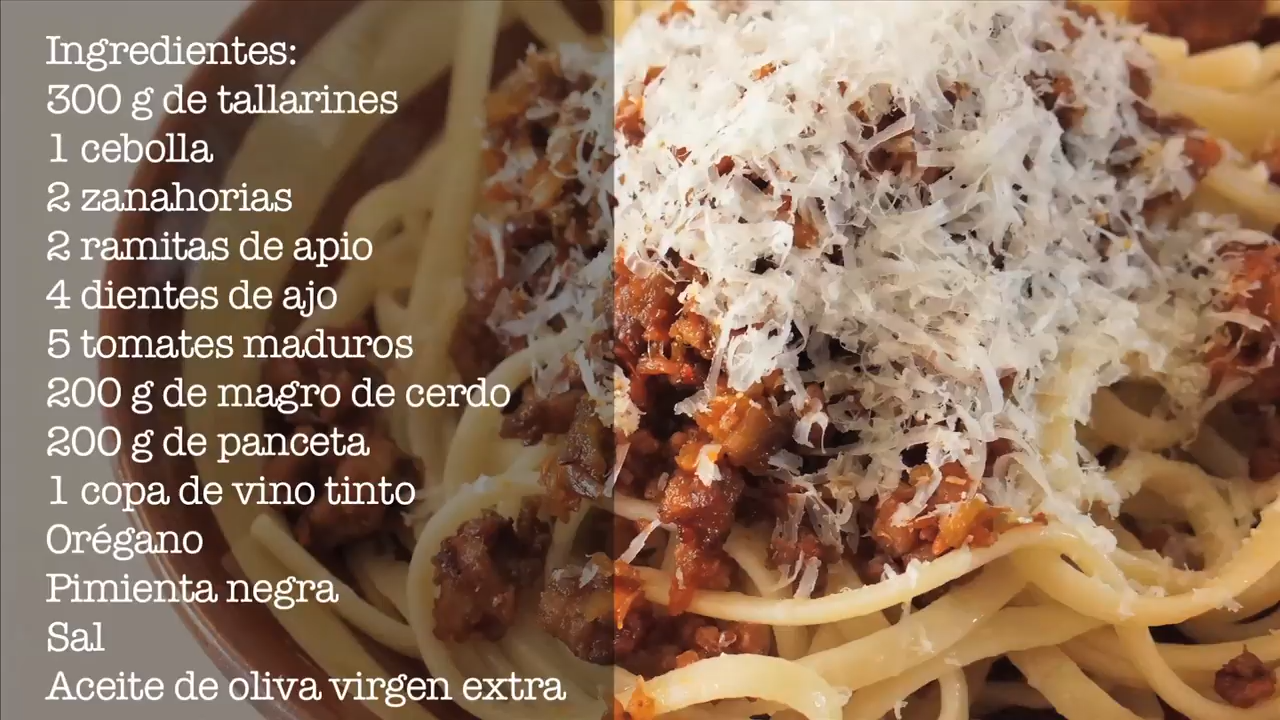 Ingredientes:
300 g de tallarines
1 cebolla
2 zanahorias
2 ramitas de apio
4 dientes de ajo
5 tomates maduros
200 g de magro de cerdo
200 g de panceta
1 copa de vino tinto
Orégano
Pimienta negra
Sal
Aceite de oliva virgen extra